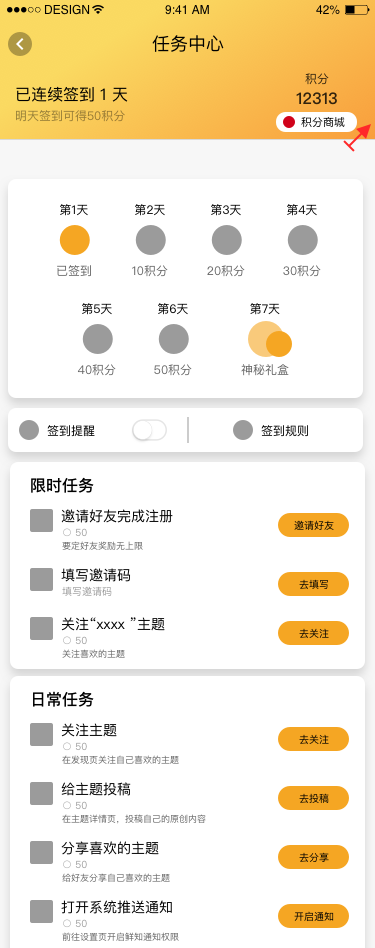 DESIGN 9:41 AM 42%
任务中心
积分
已连续签到 1 天
12313
明天签到可得50积分
积分商城
第1天 第2天 第3天 第4天
已签到 10积分 20积分 30积分
第5天 第6天 第7天
40积分 50积分 神秘礼盒
签到提醒 签到规则
限时任务
邀请好友完成注册
50
要定好友奖励无上限
邀请好友
填写邀请码
填写邀请码
去填写
关注“xxxx ”主题
50
关注喜欢的主题
去关注
日常任务
关注主题
50
在发现页关注自己喜欢的主题
去关注
给主题投稿
50
在主题详情页，投稿自己的原创内容
去投稿
分享喜欢的主题
50
给好友分享自己喜欢的主题
去分享
打开系统推送通知
50
前往设置页开启鲜知通知权限
开启通知